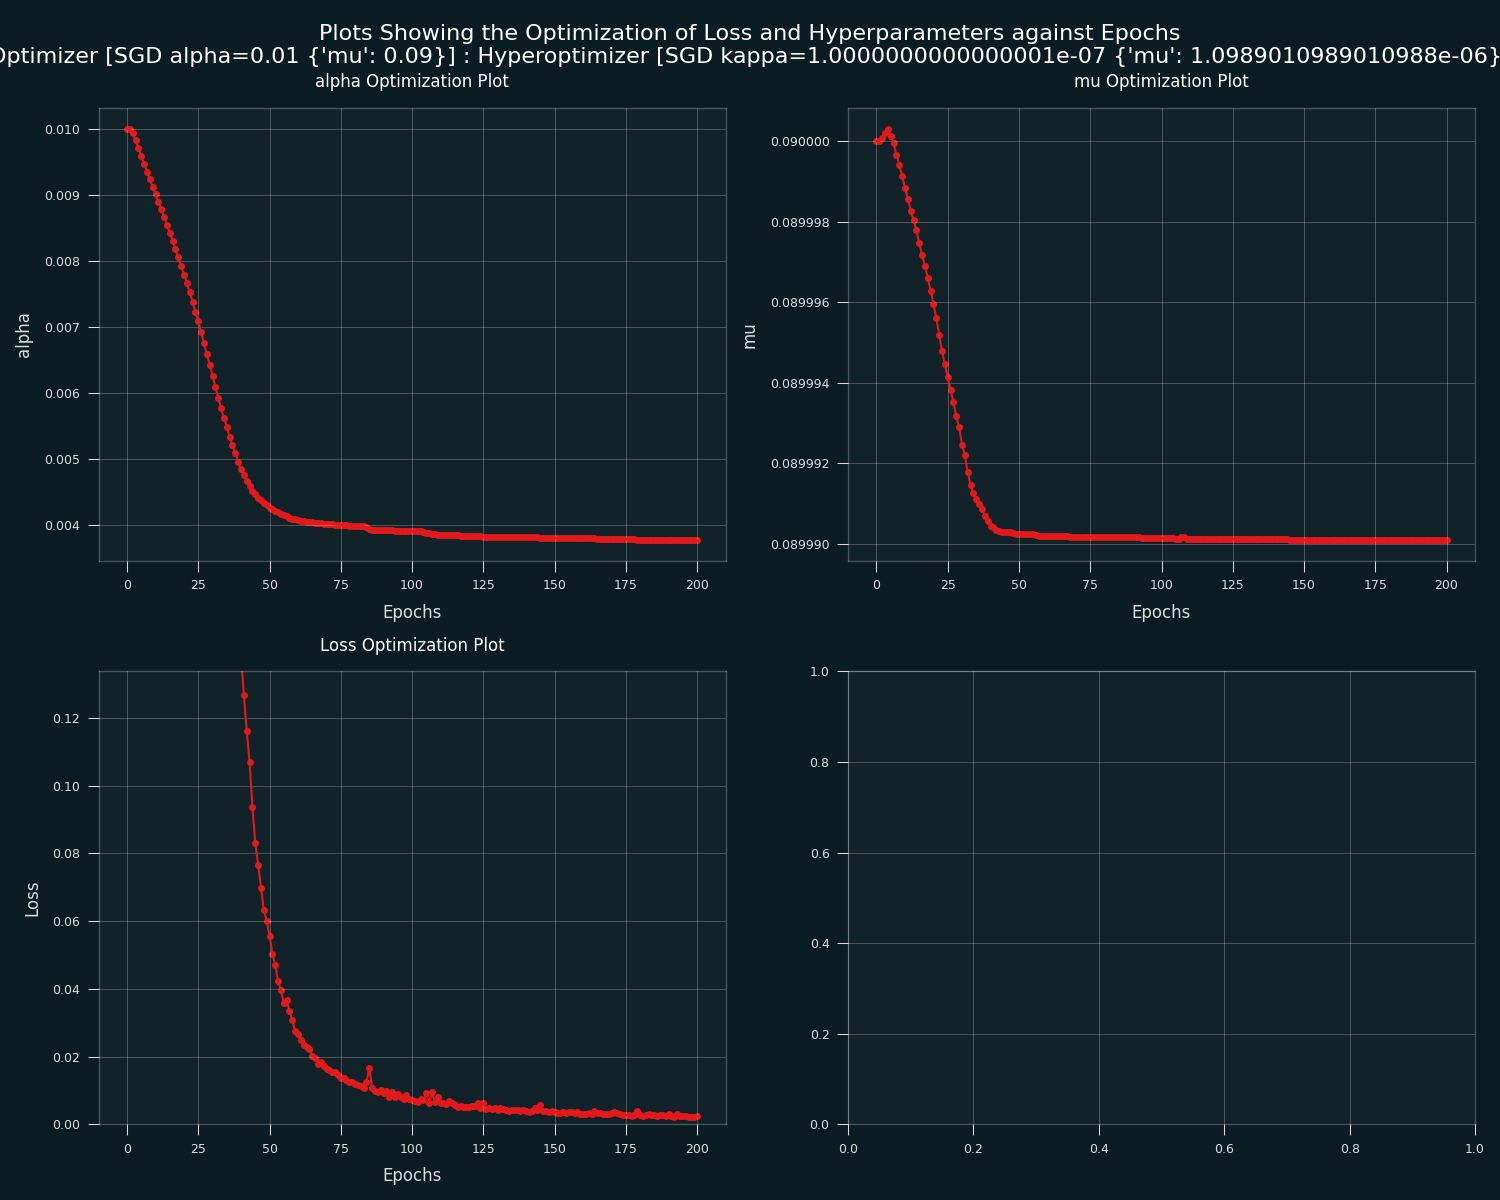 Plots Showing the Optimization of Loss and Hyperparameters against Epochs
Optimizer [SGD alpha=0.01 {'mu': 0.09}] : Hyperoptimizer [SGD kappa=1.0000000000000001e-07 {'mu': 1.0989010989010988e-06}
alpha Optimization Plot
0.010
0.009
0.008
0.007
0.006
0.005
0.004
alpha
0 25 50 75 100 125 150 175 200
Epochs
mu Optimization Plot
0.090000
0.089998
0.089996
0.089994
0.089992
0.089990
mu
0 25 50 75 100 125 150 175 200
Epochs
Loss Optimization Plot
0.12
0.10
0.08
0.06
0.04
0.02
0.00
Loss
0 25 50 75 100 125 150 175 200
Epochs
1.0
0.8
0.6
0.4
0.2
0.0
0.0 0.2 0.4 0.6 0.8 1.0